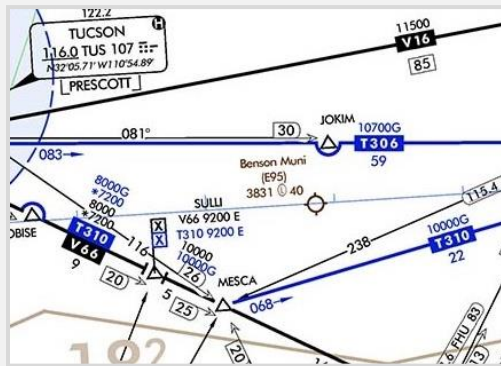 122.2
TUCSON
H
116.0 TUS 107
N32°05.71' W110°54.89'
PRESCOTT
11500
V16
85
081°
30
JOKIM
10700G
T306
59
083
Benson Muni
(E95)
3831 40
8000G
*7200
8000
*7200
SULLI
V66 9200 E
T310 9200 E
X
X
115.4
10000G
T310
22
OBISE
T310
V66
9
116
10000
10000G
26
238
20
5
25
MESCA
068
182
20
16 FHU 83
13